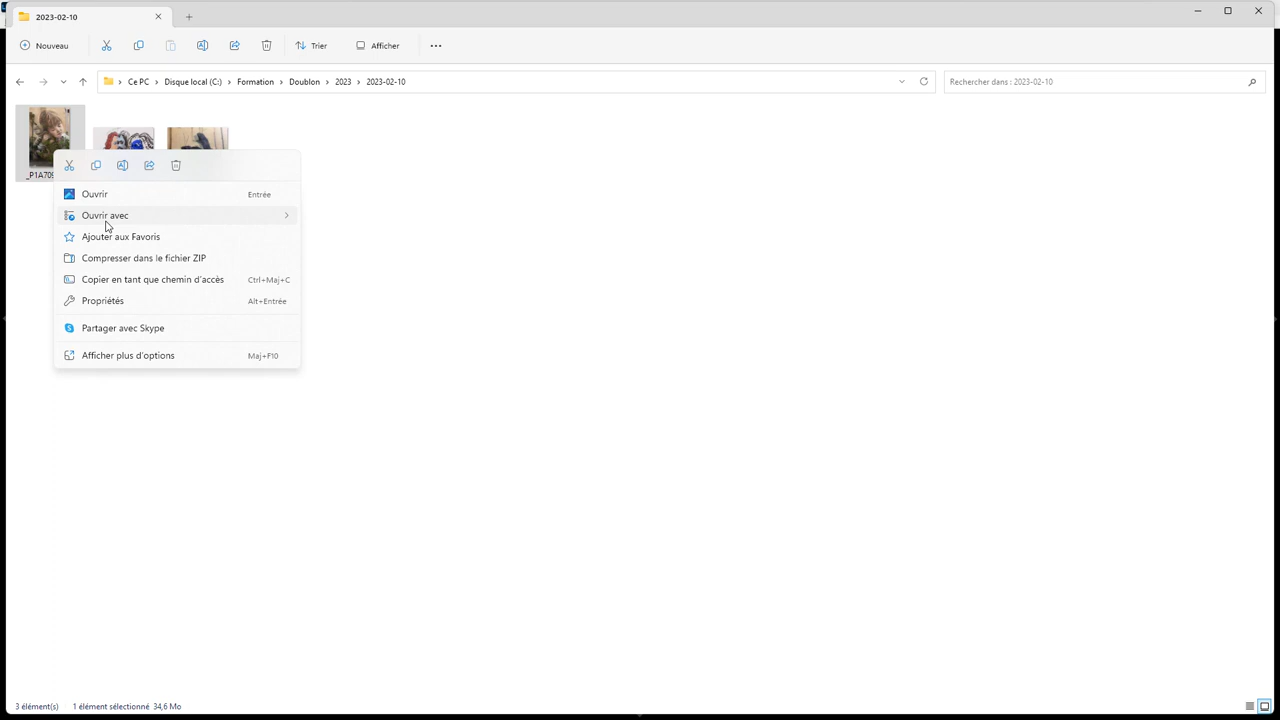 2023-02-10
Nouveau
Trier
Afficher
Ce PC > Disque local (C:) > Formation > Doublon > 2023 > 2023-02-10
Rechercher dans : 2023-02-10
_P1A709
Ouvrir Entrée
Ouvrir avec
Ajouter aux Favoris
Compresser dans le fichier ZIP
Copier en tant que chemin d'accès Ctrl+Maj+C
Propriétés Alt+Entrée
Partager avec Skype
Afficher plus d'options Maj+F10
3 élément(s) 1 élément sélectionné 34,6 Mo